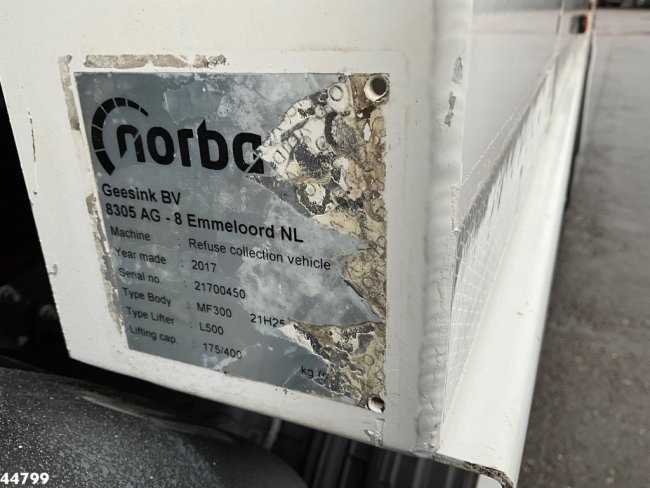 norba
Geesink BV
8305 AG - 8 Emmeloord NL
Machine : Refuse collection vehicle
Year made : 2017
Serial no : 21700450
Type Body : MF300 21H25
Type Lifter : L500
Lifting cap. : 175/400
kg
44799